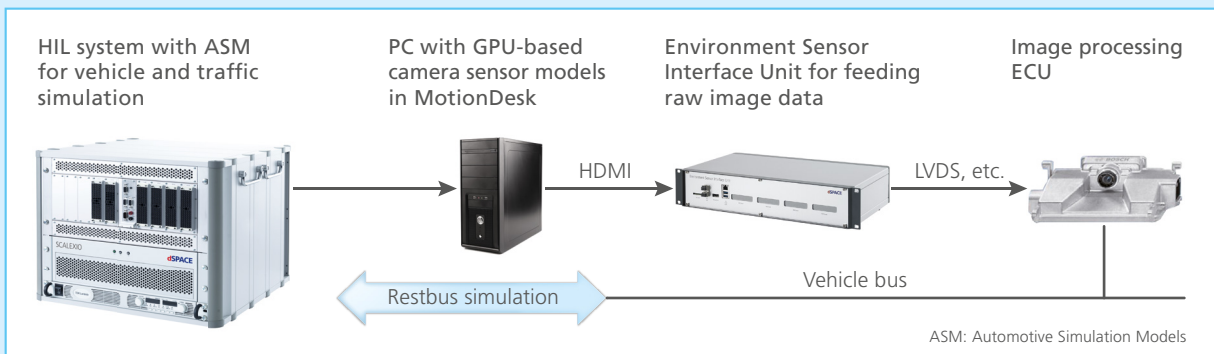 HIL system with ASM
for vehicle and traffic
simulation
PC with GPU-based
camera sensor models
in MotionDesk
Environment Sensor
Interface Unit for feeding
raw image data
Image processing
ECU
HDMI
LVDS, etc.
BOSCH
dSPACE
SCALEXIO
dSPACE
Restbus simulation
Vehicle bus
ASM: Automotive Simulation Models